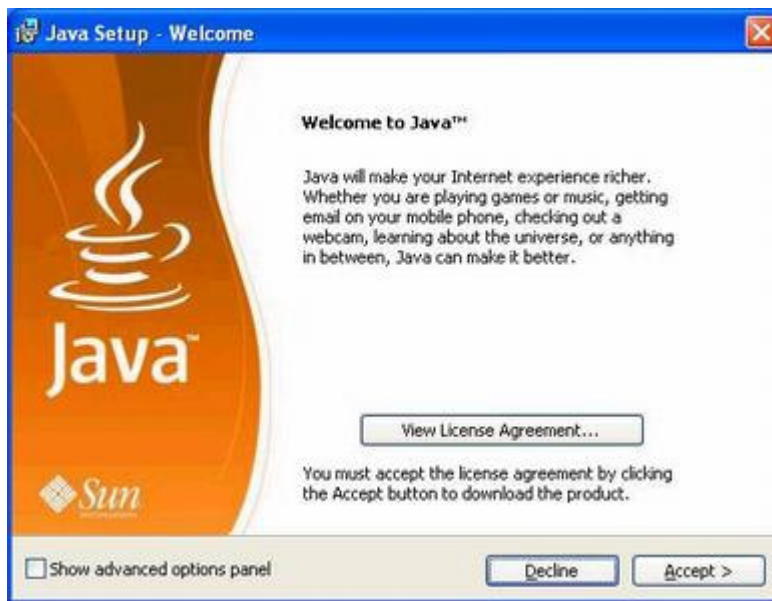 Java Setup - Welcome
Welcome to Java™
Java will make your Internet experience richer.
Whether you are playing games or music, getting
email on your mobile phone, checking out a
webcam, learning about the universe, or anything
in between, Java can make it better.
Java™
View License Agreement...
You must accept the license agreement by clicking
the Accept button to download the product.
Sun
Show advanced options panel
Decline
Accept >